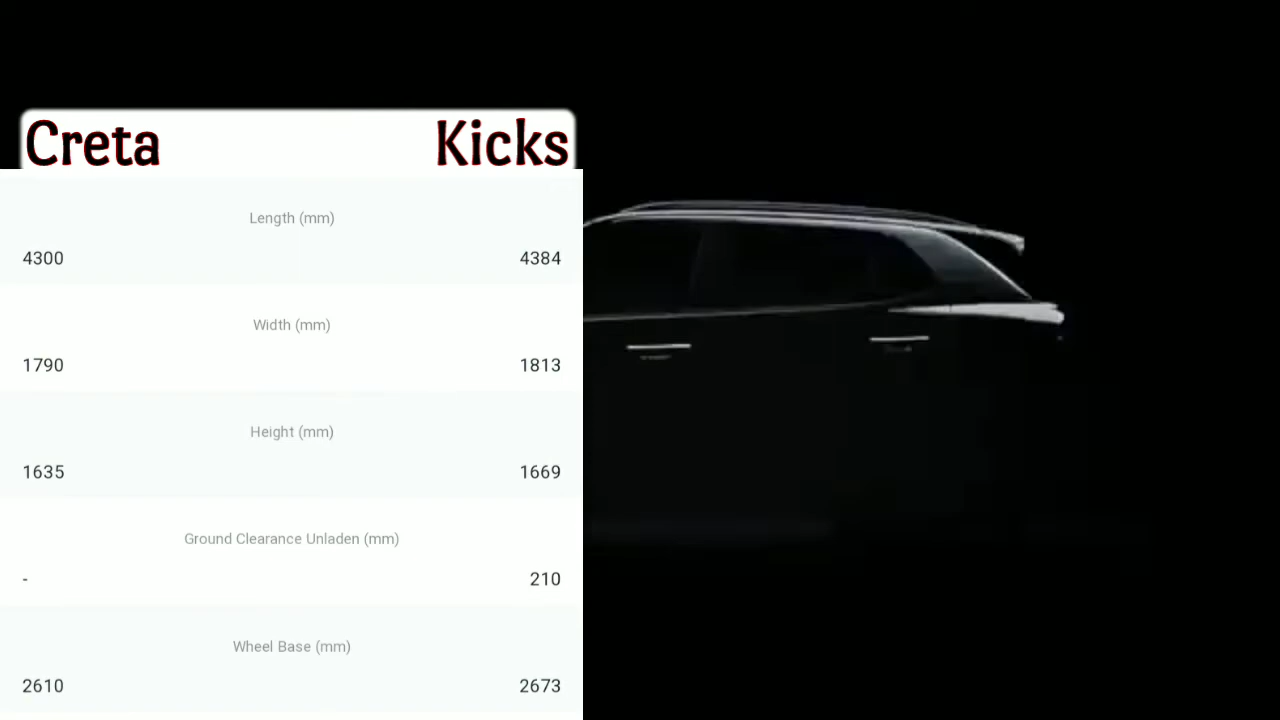 Creta Kicks
Length (mm)
4300 4384
Width (mm)
1790 1813
Height (mm)
1635 1669
Ground Clearance Unladen (mm)
- 210
Wheel Base (mm)
2610 2673